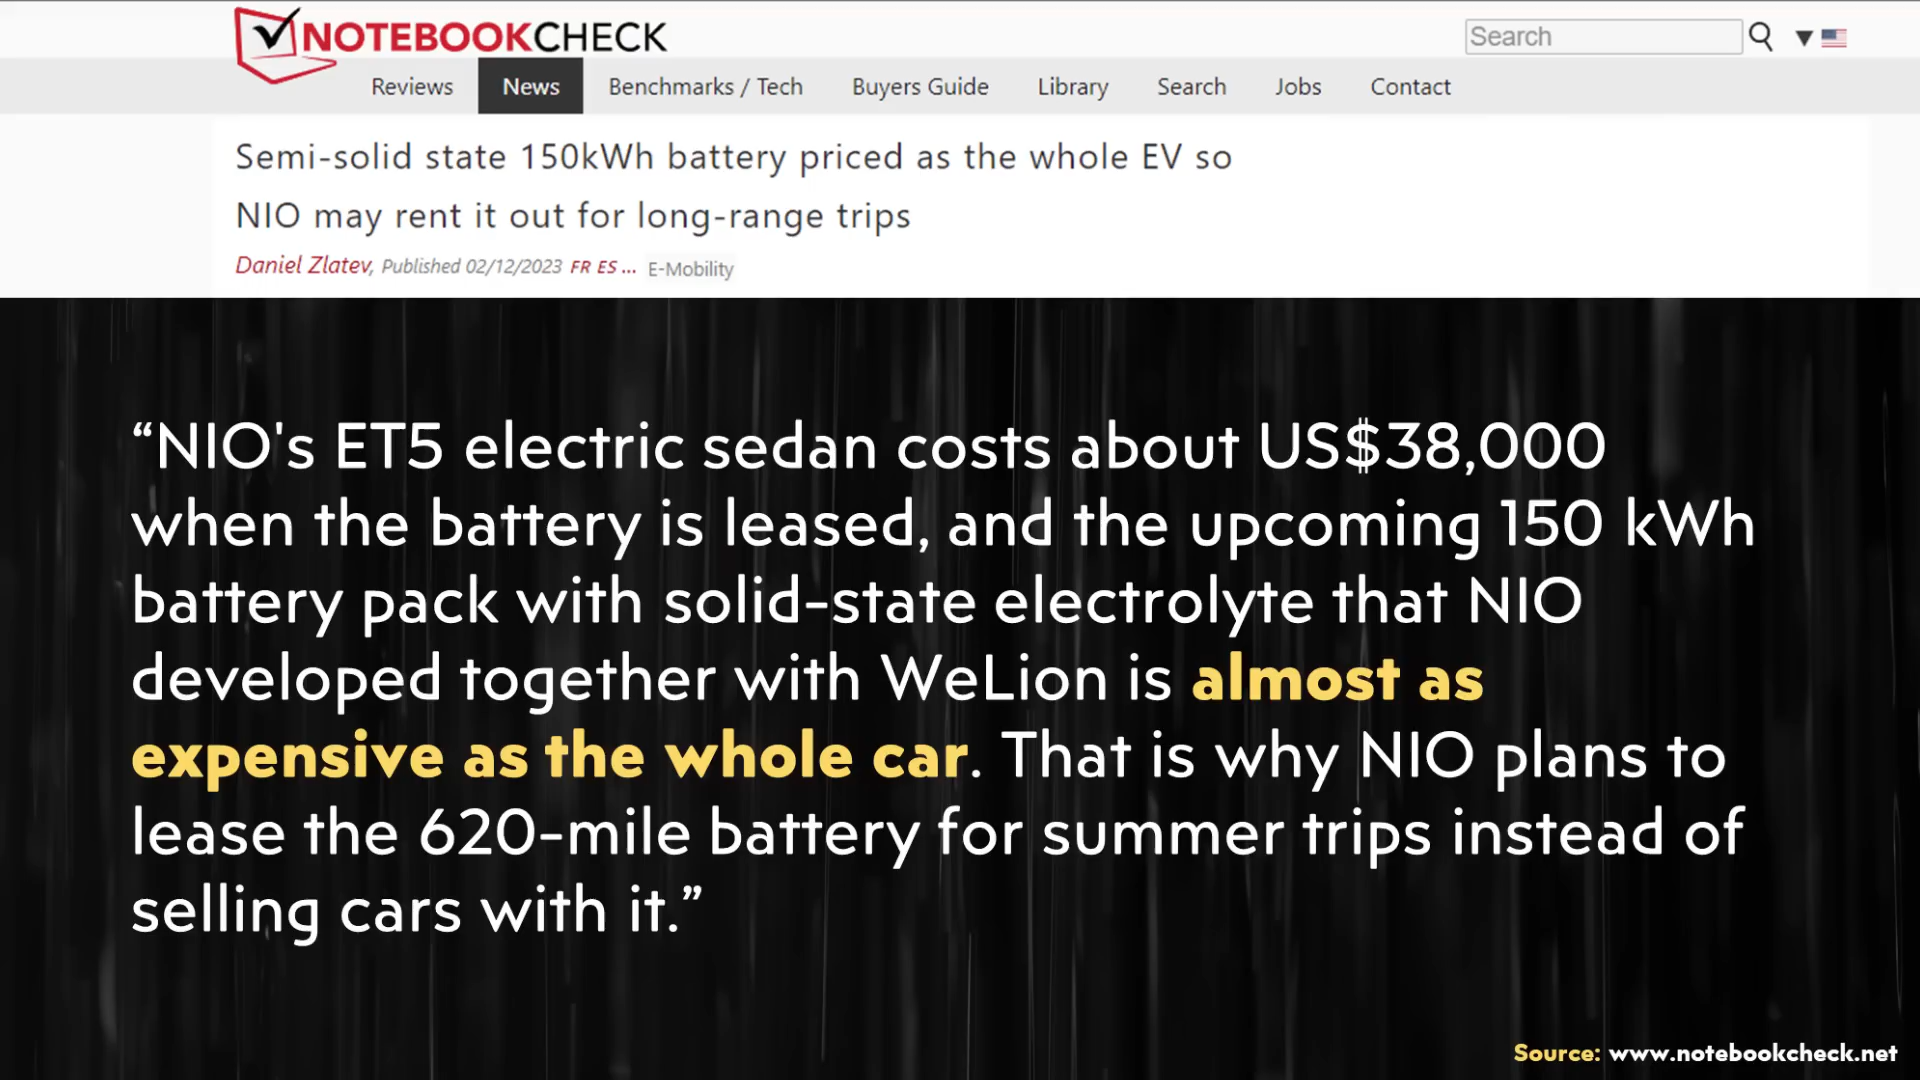 NOTEBOOKCHECK
Search
Reviews News Benchmarks / Tech Buyers Guide Library Search Jobs Contact
Semi-solid state 150kWh battery priced as the whole EV so
NIO may rent it out for long-range trips
Daniel Zlatev, Published 02/12/2023 FR ES ... E-Mobility
“NIO's ET5 electric sedan costs about US$38,000
when the battery is leased, and the upcoming 150 kWh
battery pack with solid-state electrolyte that NIO
developed together with WeLion is almost as
expensive as the whole car. That is why NIO plans to
lease the 620-mile battery for summer trips instead of
selling cars with it.”
Source: www.notebookcheck.net